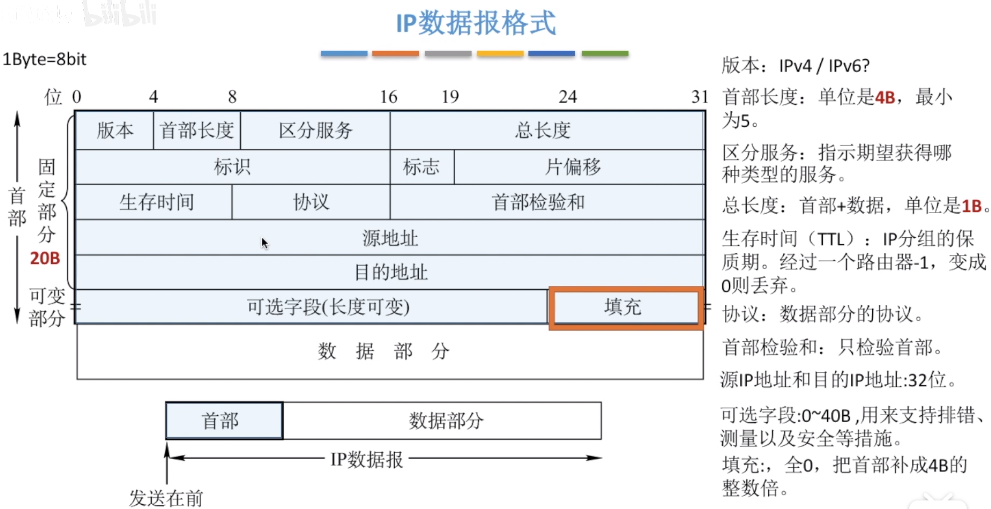 bilibili
IP数据报格式
1Byte=8bit
位 0 4 8 16 19 24 31
版本 首部长度 区分服务 总长度
标识 标志 片偏移
生存时间 协议 首部检验和
源地址
目的地址
可选字段(长度可变) 填充
数 据 部 分
首部
固定部分
20B
可变
部分
首部 数据部分
IP数据报
发送在前
版本：IPv4 / IPv6?
首部长度：单位是4B，最小
为5。
区分服务：指示期望获得哪
种类型的服务。
总长度：首部+数据，单位是1B。
生存时间（TTL）：IP分组的保
质期。经过一个路由器-1，变成
0则丢弃。
协议：数据部分的协议。
首部检验和：只检验首部。
源IP地址和目的IP地址:32位。
可选字段:0~40B ,用来支持排错、
测量以及安全等措施。
填充:，全0，把首部补成4B的
整数倍。